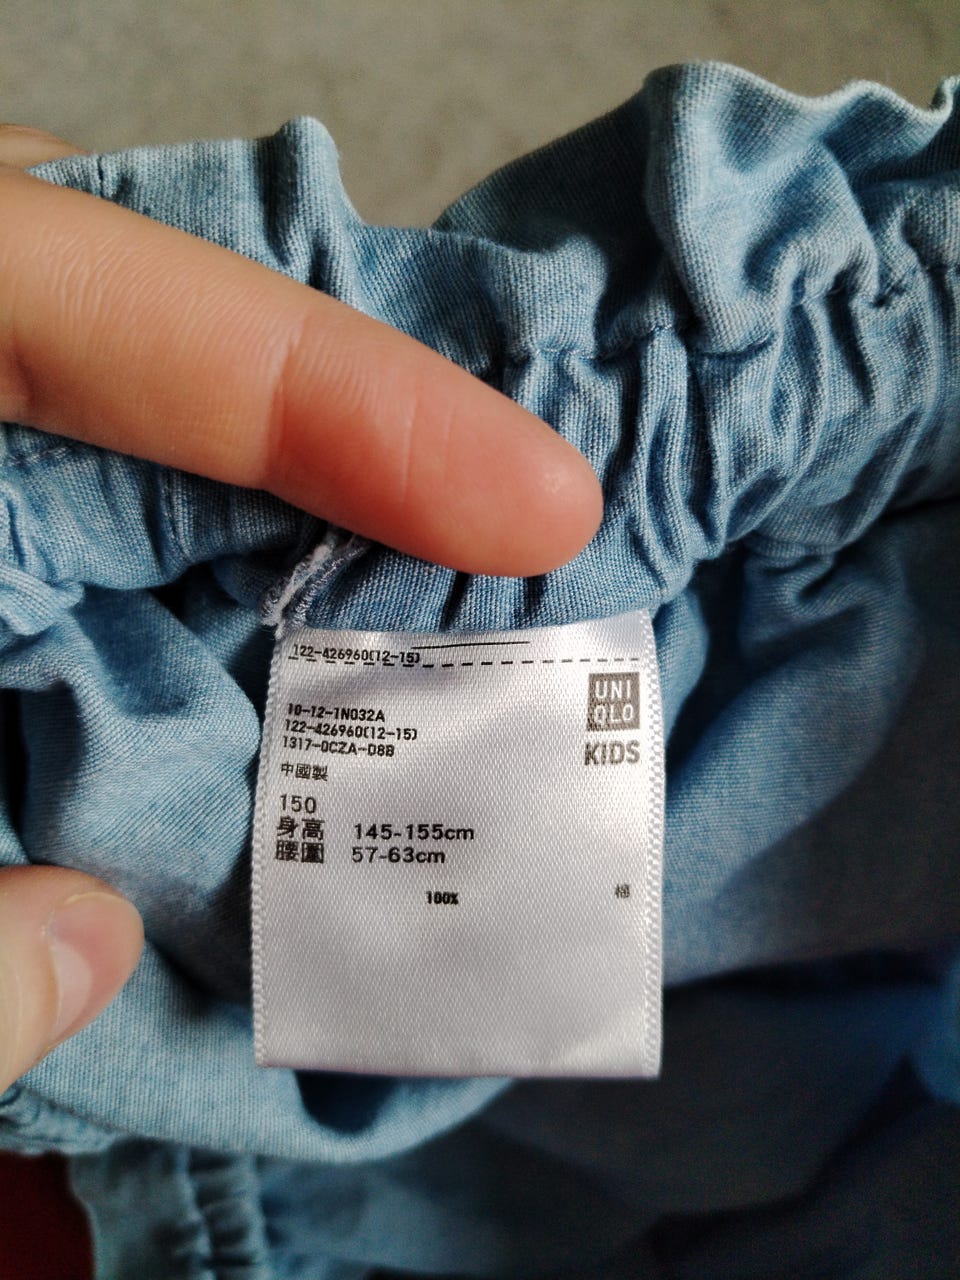 122-426960(12-15)
UNI
QLO
KIDS
10-12-1N032A
122-426960(12-15)
1317-0CZA-D8B
中國製
150
身高 145-155cm
腰圍 57-63cm
100% 棉